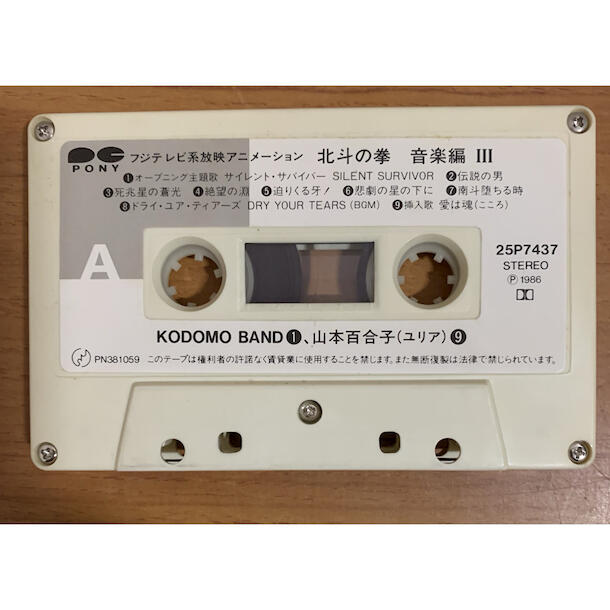 PONY フジテレビ系放映アニメーション 北斗の拳 音楽編 III
❶オープニング主題歌 サイレント・サバイバー SILENT SURVIVOR ❷伝説の男
❸死兆星の蒼光 ❹絶望の淵 ❺迫りくる牙! ❻悲劇の星の下に ❼南斗堕ちる時
❽ドライ・ユア・ティアーズ DRY YOUR TEARS (BGM) ❾挿入歌 愛は魂(こころ)
A
25P7437
STEREO
Ⓟ 1986
KODOMO BAND❶、山本百合子(ユリア)❾
PN381059 このテープは権利者の許諾なく賃貸業に使用することを禁じます。また無断複製は法律で禁じられています。